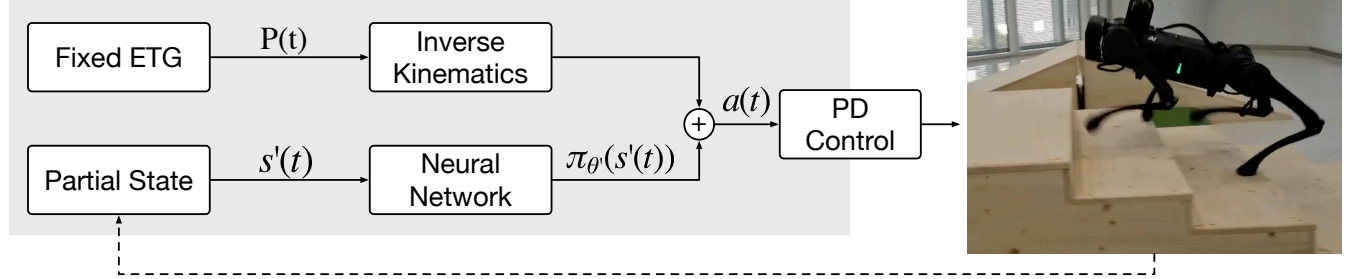 Fixed ETG
P(t)
Inverse
Kinematics
+
a(t)
PD
Control
Partial State
s'(t)
Neural
Network
π_θ'(s'(t))